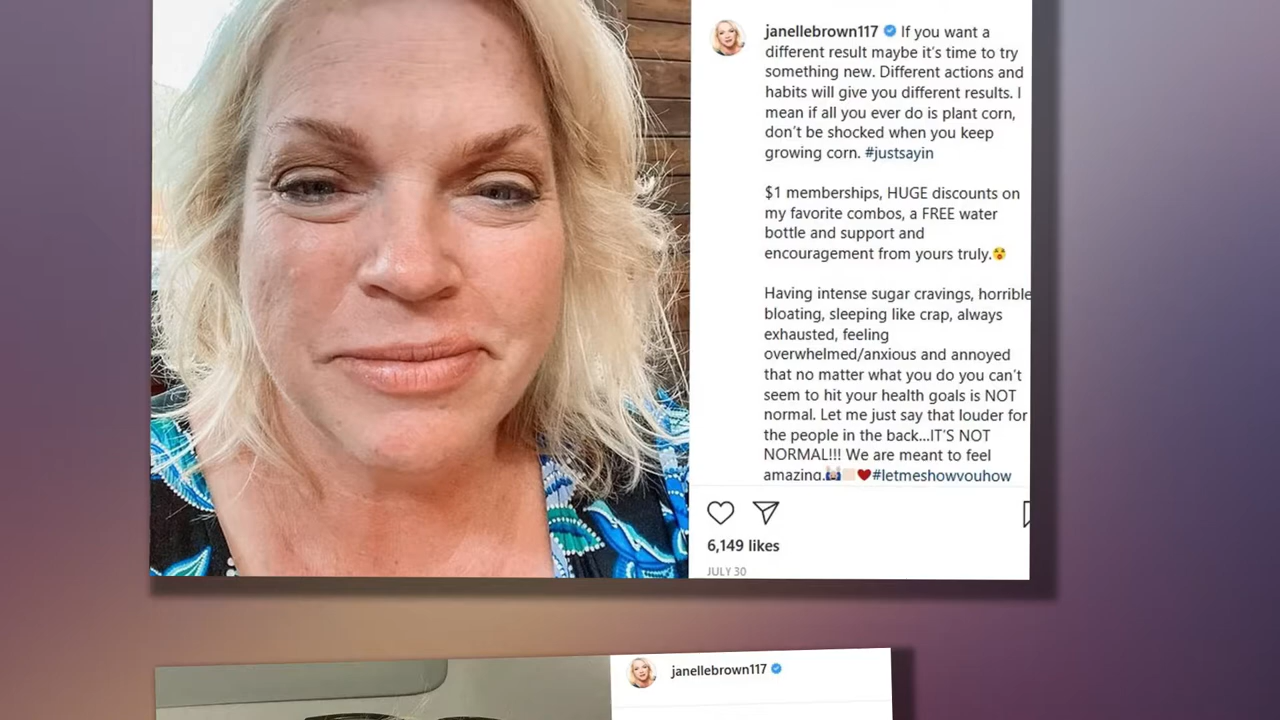 janellebrown117 If you want a
different result maybe it's time to try
something new. Different actions and
habits will give you different results. I
mean if all you ever do is plant corn,
don't be shocked when you keep
growing corn. #justsayin
$1 memberships, HUGE discounts on
my favorite combos, a FREE water
bottle and support and
encouragement from yours truly.😲
Having intense sugar cravings, horrible
bloating, sleeping like crap, always
exhausted, feeling
overwhelmed/anxious and annoyed
that no matter what you do you can't
seem to hit your health goals is NOT
normal. Let me just say that louder for
the people in the back...IT'S NOT
NORMAL!!! We are meant to feel
amazing.🙌🏻❤️#letmeshowyouhow
6,149 likes
JULY 30
janellebrown117